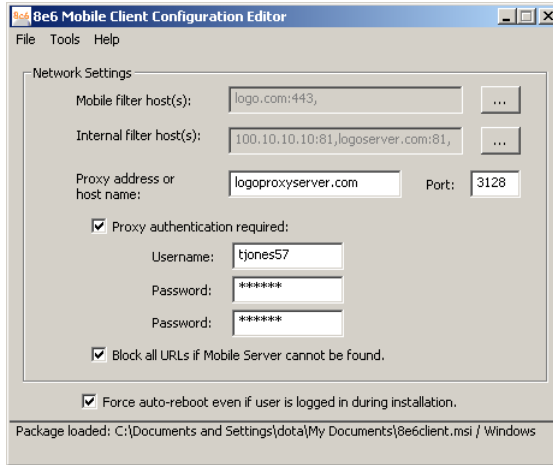 8e6 8e6 Mobile Client Configuration Editor
File Tools Help
Network Settings
Mobile filter host(s): logo.com:443, ...
Internal filter host(s): 100.10.10.10:81,logoserver.com:81, ...
Proxy address or host name: logoproxyserver.com Port: 3128
Proxy authentication required:
Username: tjones57
Password: ******
Password: ******
Block all URLs if Mobile Server cannot be found.
Force auto-reboot even if user is logged in during installation.
Package loaded: C:\Documents and Settings\dota\My Documents\8e6client.msi / Windows